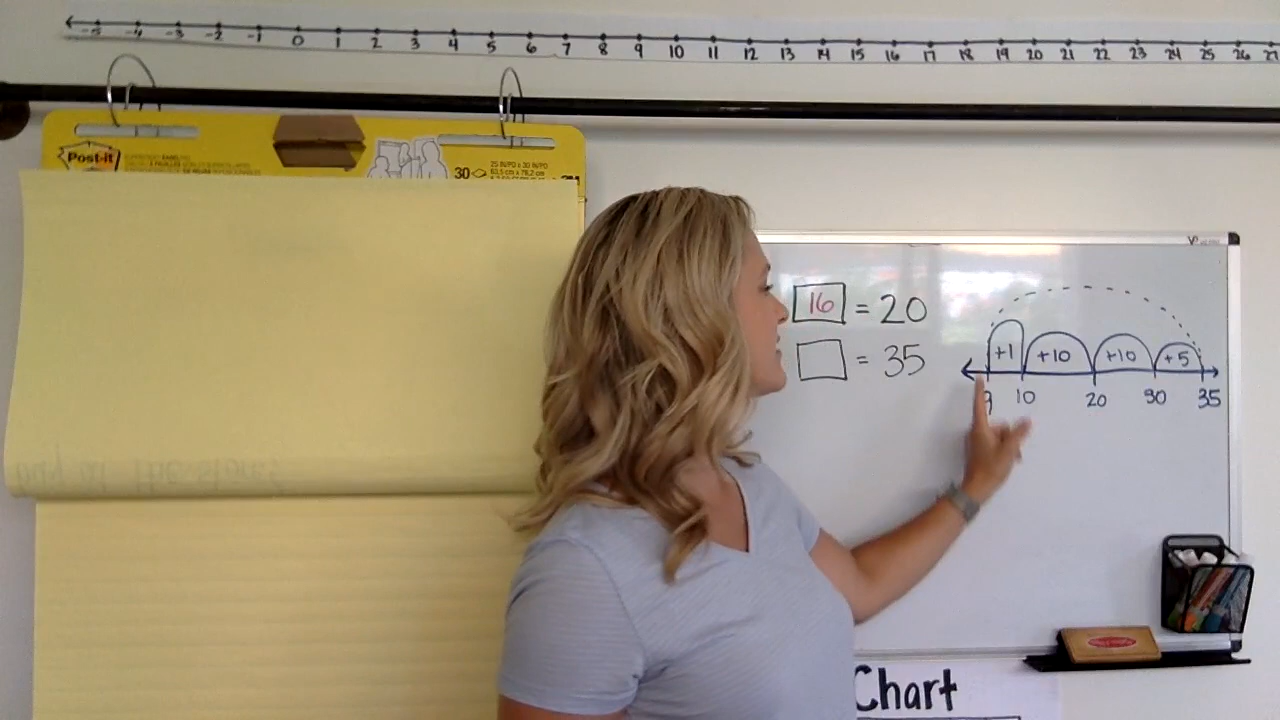 -5 -4 -3 -2 -1 0 1 2 3 4 5 6 7 8 9 10 11 12 13 14 15 16 17 18 19 20 21 22 23 24 25 26 27
Post-it
30
25 IN/PO x 30 IN/PO
63,5 cm x 76,2 cm
16 = 20
= 35
+1 +10 +10 +5
9 10 20 30 35
Chart